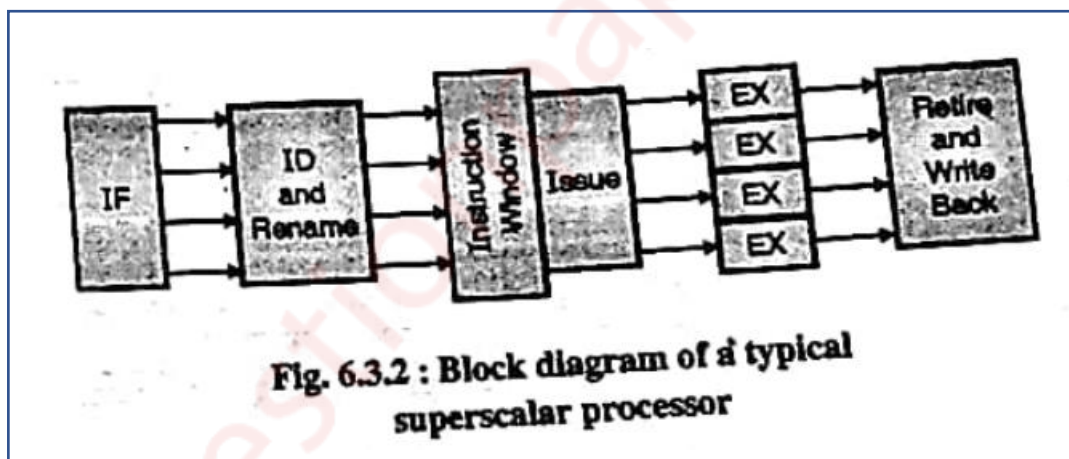 IF
ID
and
Rename
Instruction
Window
Issue
EX
EX
EX
EX
Retire
and
Write
Back
Fig. 6.3.2 : Block diagram of a typical
superscalar processor